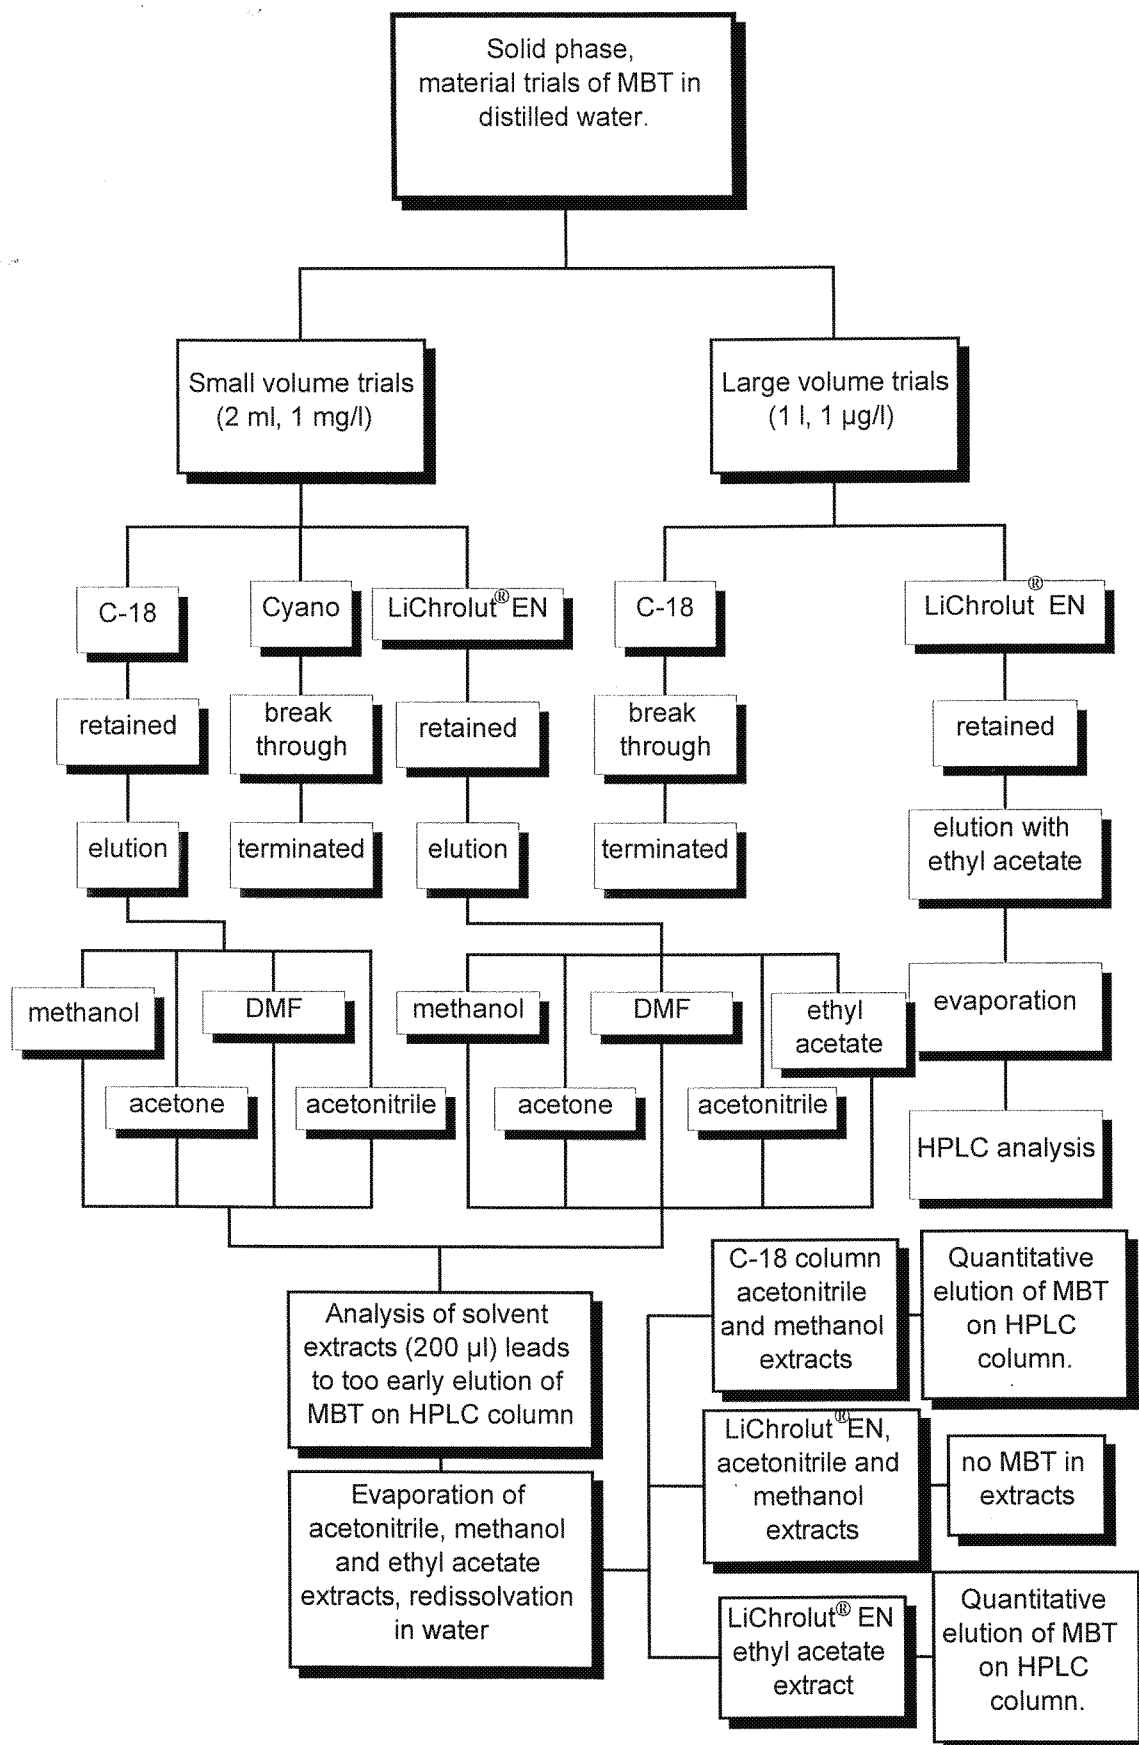 Solid phase,
material trials of MBT in
distilled water.
Small volume trials
(2 ml, 1 mg/l)
Large volume trials
(1 l, 1 µg/l)
C-18
Cyano
LiChrolut® EN
C-18
LiChrolut® EN
retained
break
through
retained
break
through
retained
elution
terminated
elution
terminated
elution with
ethyl acetate
methanol
DMF
acetone
acetonitrile
methanol
DMF
ethyl
acetate
acetone
acetonitrile
evaporation
HPLC analysis
Analysis of solvent
extracts (200 µl) leads
to too early elution of
MBT on HPLC column
Evaporation of
acetonitrile, methanol
and ethyl acetate
extracts, redissolvation
in water
C-18 column
acetonitrile
and methanol
extracts
Quantitative
elution of MBT
on HPLC
column.
LiChrolut® EN,
acetonitrile and
methanol
extracts
no MBT in
extracts
LiChrolut® EN
ethyl acetate
extract
Quantitative
elution of MBT
on HPLC
column.